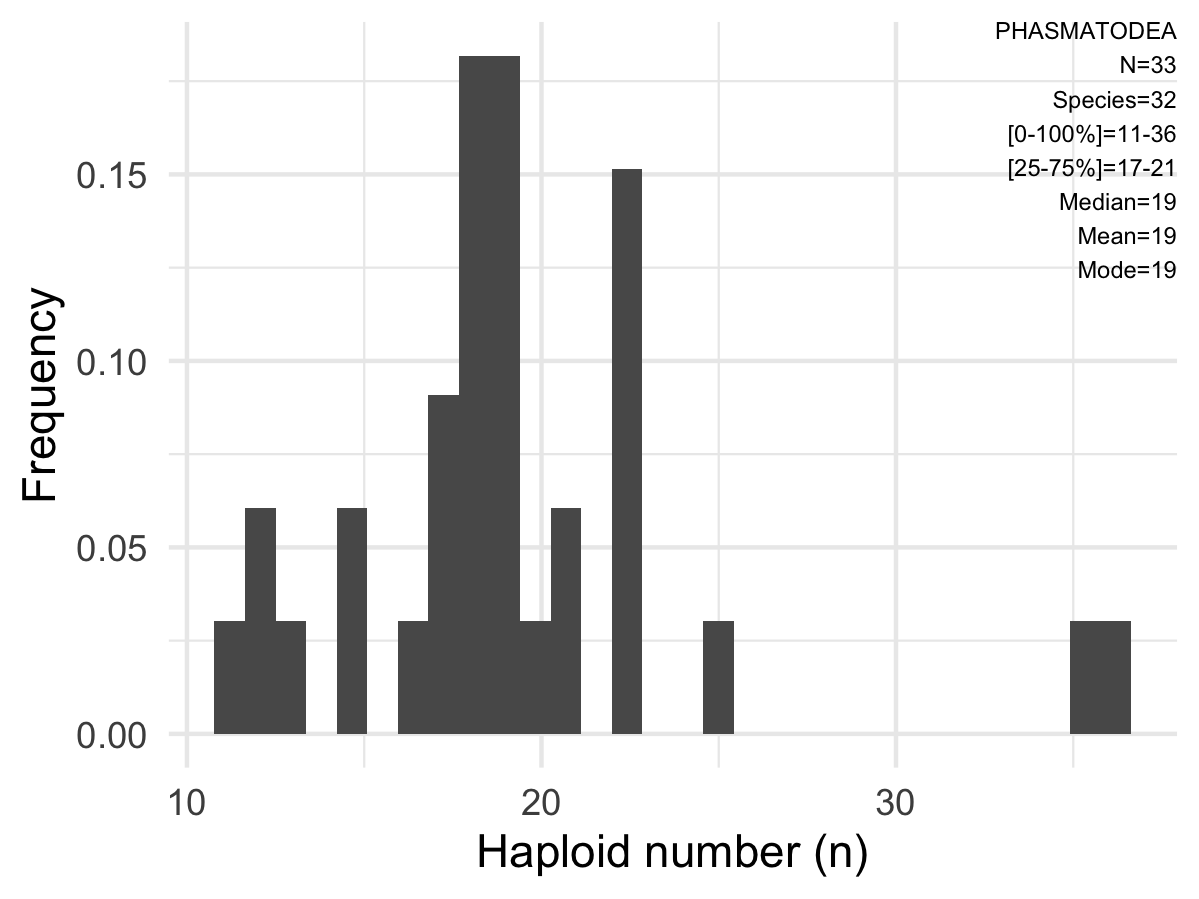 PHASMATODEA
N=33
Species=32
[0-100%]=11-36
[25-75%]=17-21
Median=19
Mean=19
Mode=19
0.15
0.10
0.05
0.00
Frequency
10 20 30
Haploid number (n)